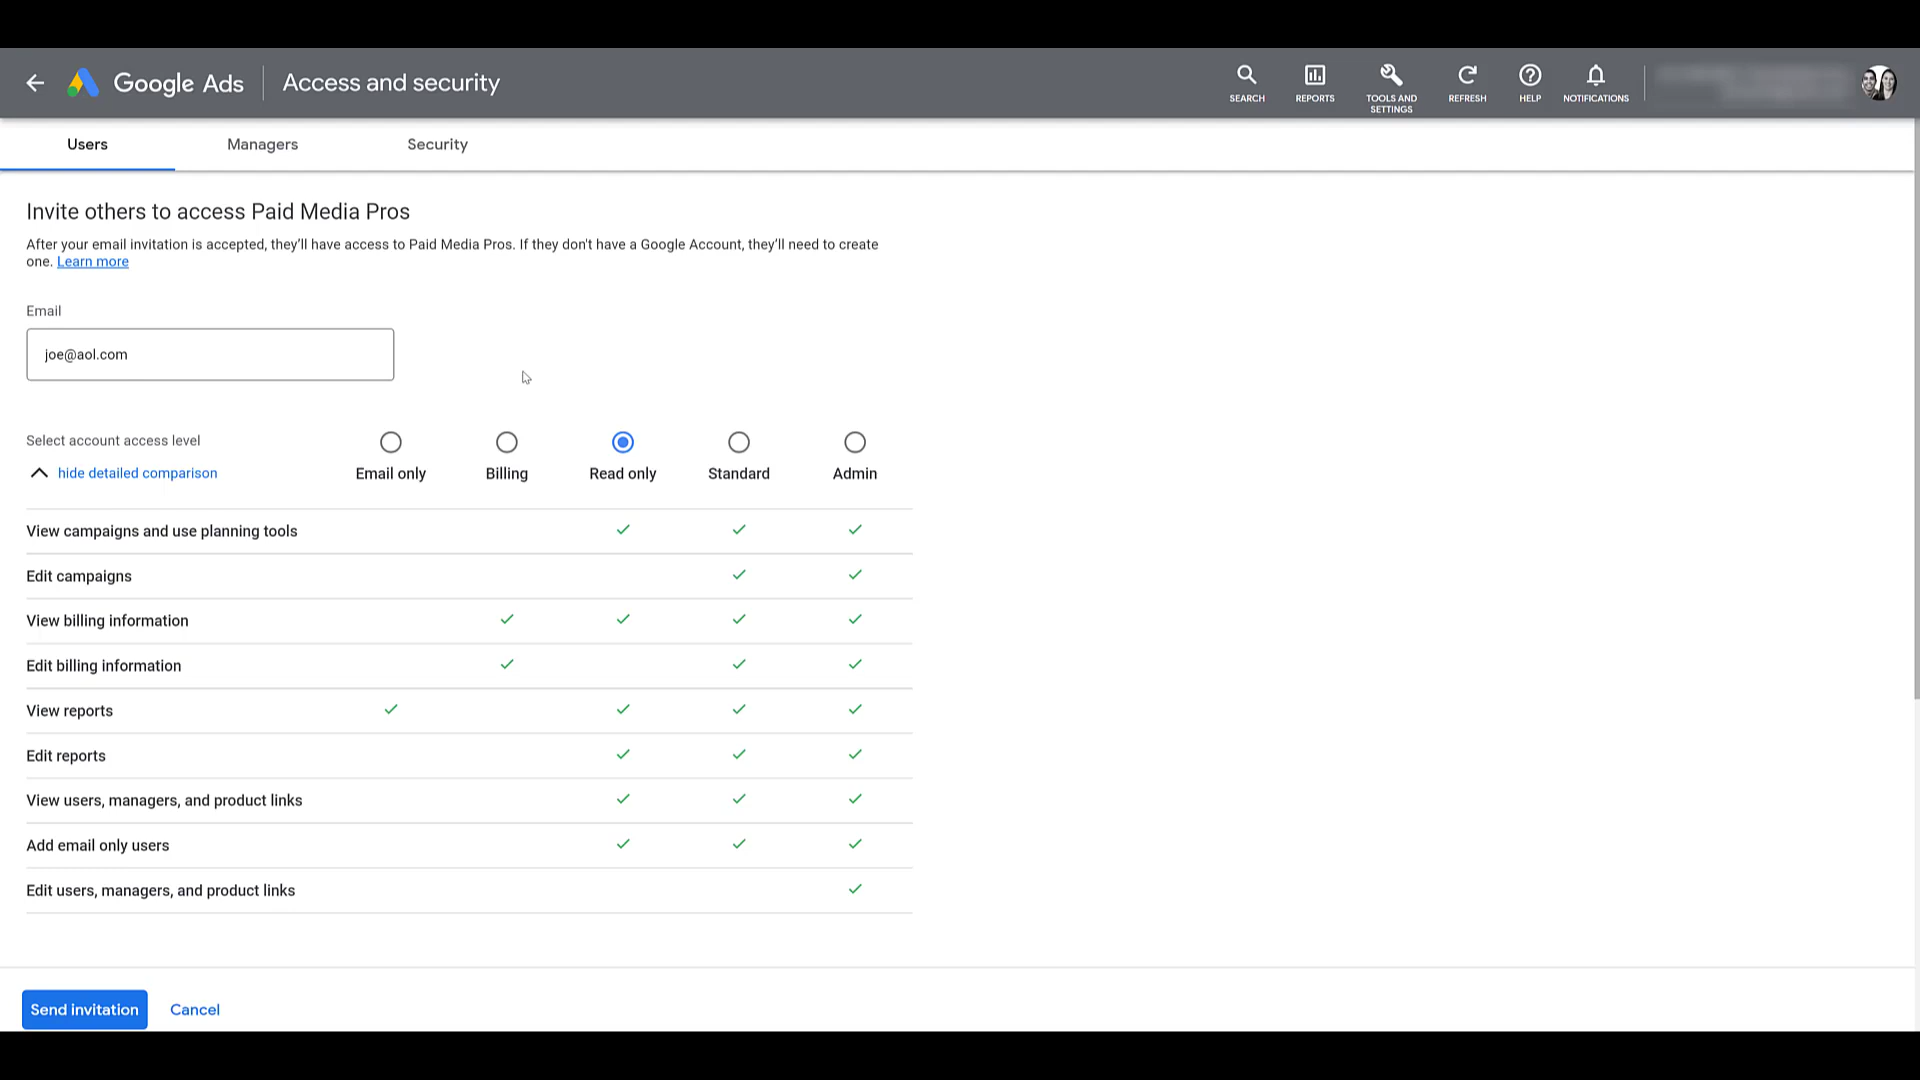 Google Ads
Access and security
SEARCH
REPORTS
TOOLS AND
SETTINGS
REFRESH
HELP
NOTIFICATIONS
Users
Managers
Security
Invite others to access Paid Media Pros
After your email invitation is accepted, they'll have access to Paid Media Pros. If they don't have a Google Account, they'll need to create
one. Learn more
Email
joe@aol.com
Select account access level
hide detailed comparison
Email only
Billing
Read only
Standard
Admin
View campaigns and use planning tools
Edit campaigns
View billing information
Edit billing information
View reports
Edit reports
View users, managers, and product links
Add email only users
Edit users, managers, and product links
Send invitation
Cancel